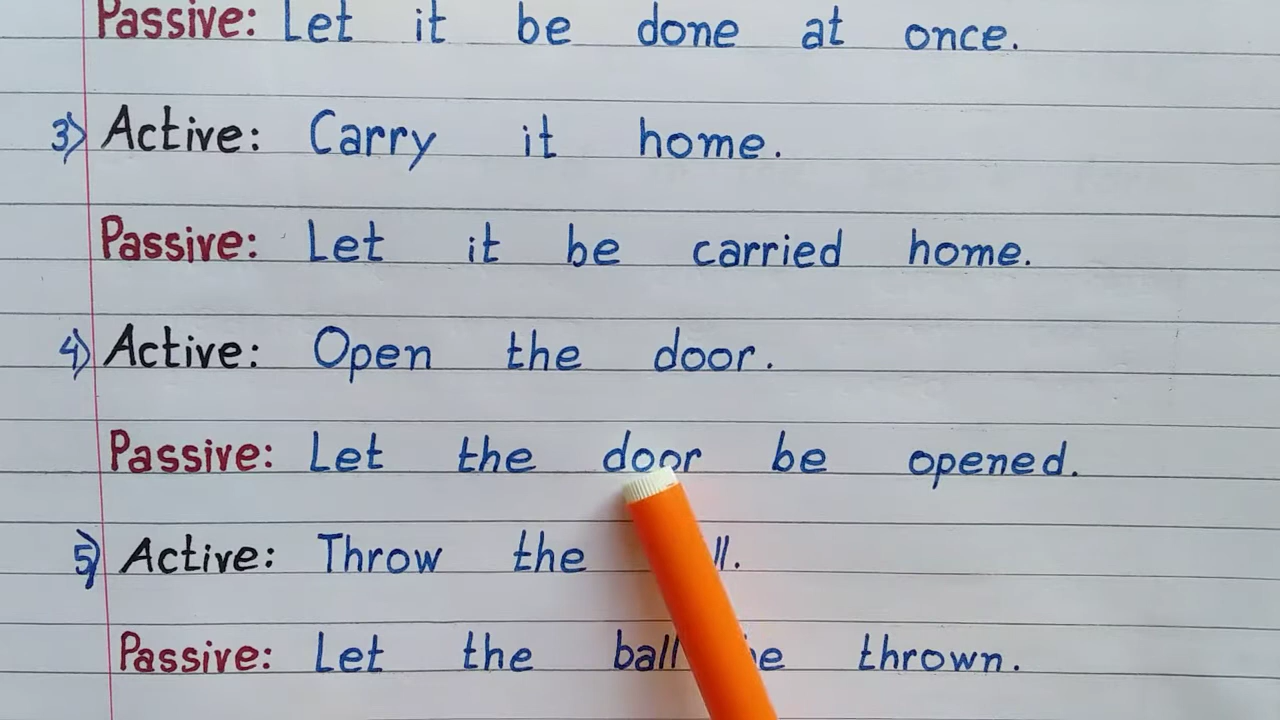 Passive: Let it be done at once.
3) Active: Carry it home.
Passive: Let it be carried home.
4) Active: Open the door.
Passive: Let the door be opened.
5) Active: Throw the
Passive: Let the ball thrown.